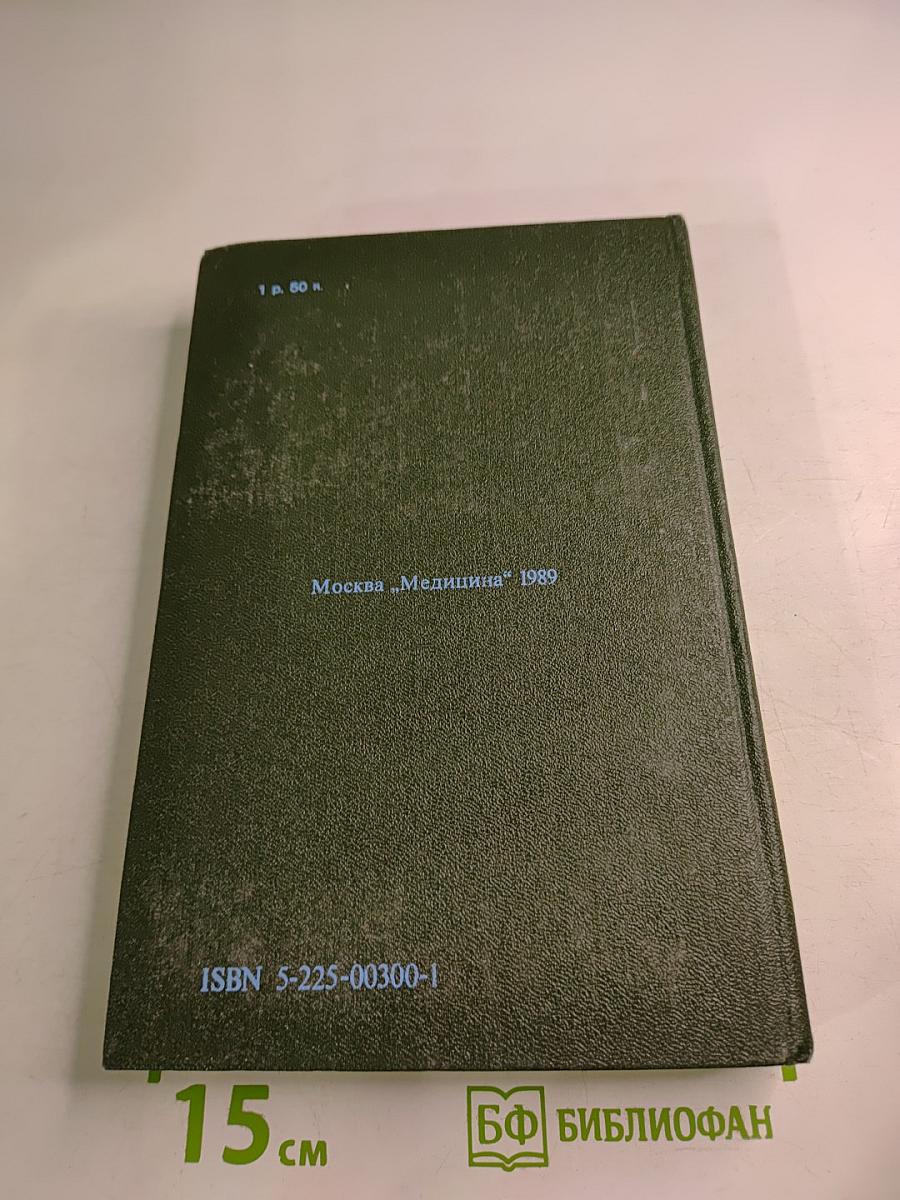 1 р. 60 к.
Москва „Медицина“ 1989
ISBN 5-225-00300-1
15 см
БФ БИБЛИОФАН